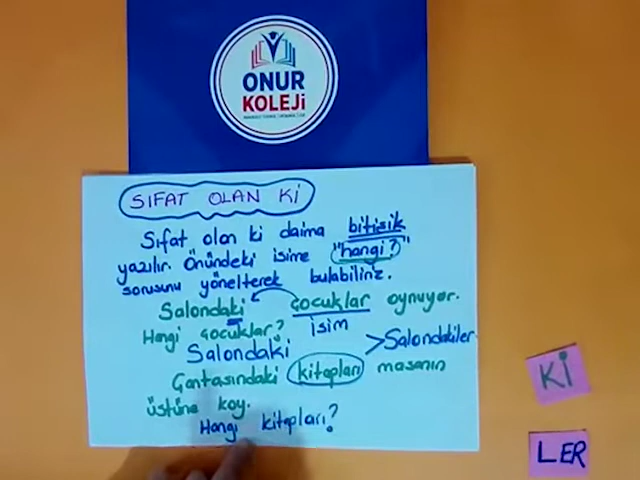 ONUR
KOLEJİ
SIFAT OLAN Kİ
Sıfat olan ki daima bitişik
yazılır. Önündeki isime "hangi?"
sorusunu yönelterek bulabiliriz.
Salondaki çocuklar oynuyor.
isim
Hangi çocuklar?
Salondaki
>Salondakiler
Çantasındaki kitapları masanın
üstüne koy.
Hangi kitapları?
Kİ
LER